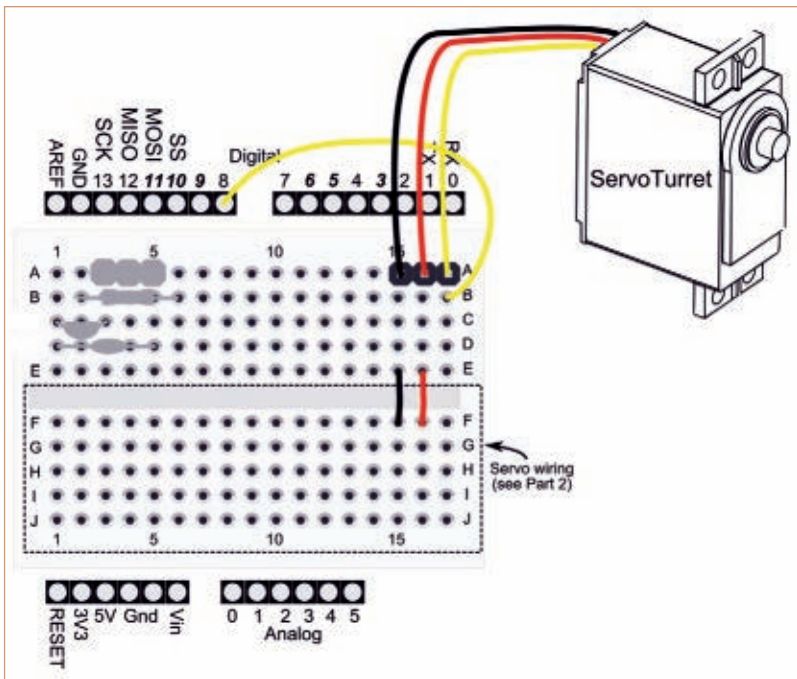 ServoTurret
AREF
GND
SCK
MISO
MOSI
SS
Digital
TX
RX
13
12
11
10
9
8
7
6
5
4
3
2
1
0
1
5
10
15
A
A
B
B
C
C
D
D
E
E
F
F
G
G
H
H
I
I
J
J
1
5
10
15
Servo wiring
(see Part 2)
RESET
3V3
5V
Gnd
Vin
0
1
2
3
4
5
Analog